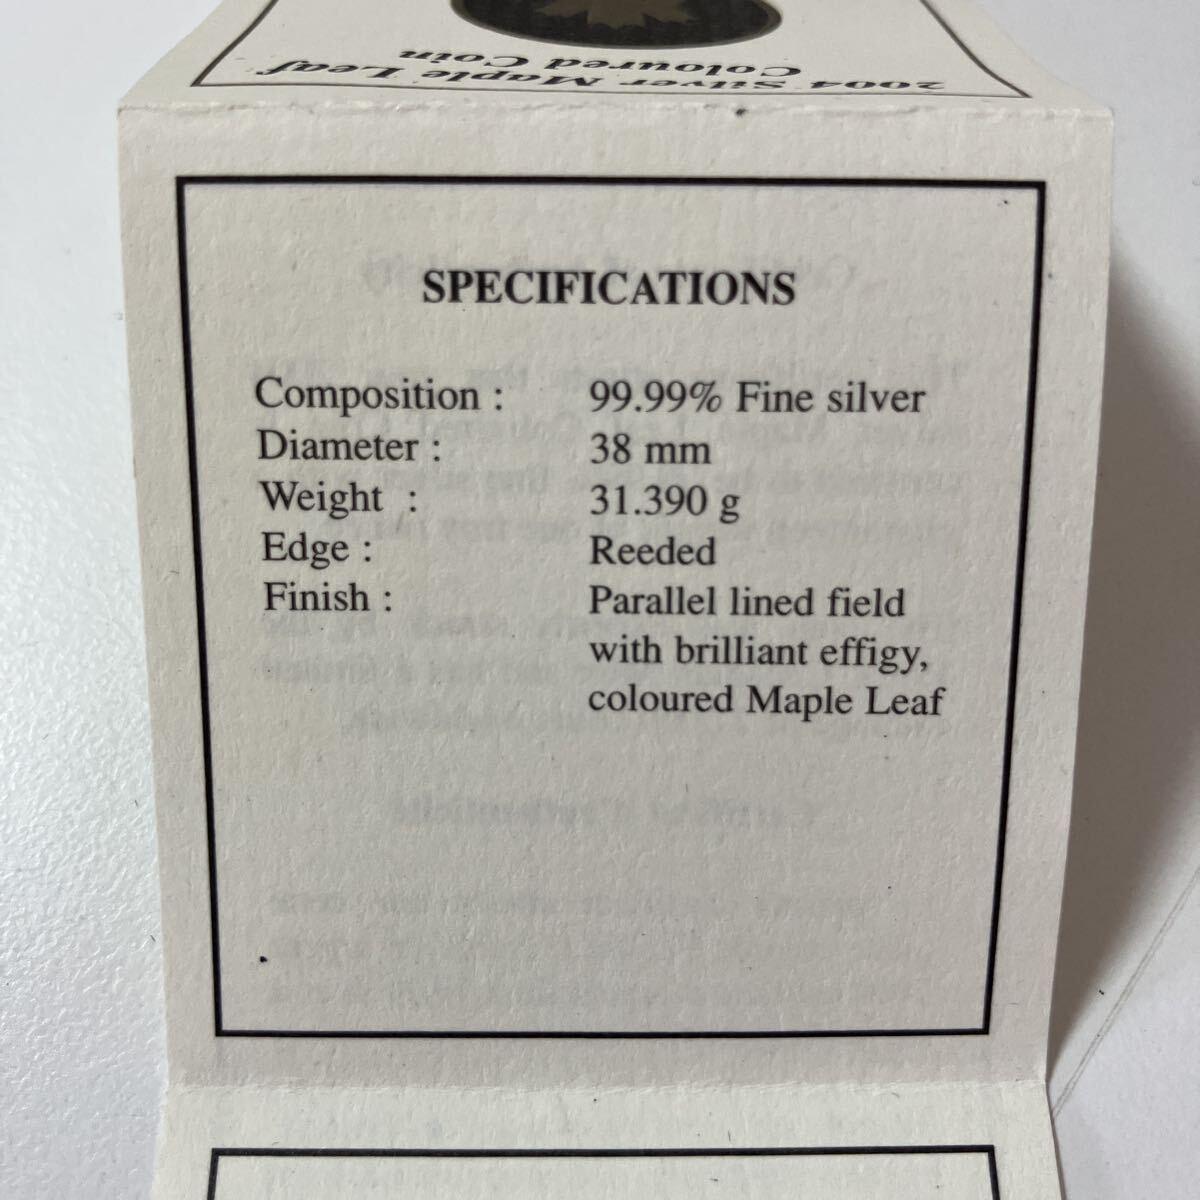 2004 Silver Maple Leaf
Coloured Coin
SPECIFICATIONS
Composition : 99.99% Fine silver
Diameter : 38 mm
Weight : 31.390 g
Edge : Reeded
Finish : Parallel lined field
with brilliant effigy,
coloured Maple Leaf